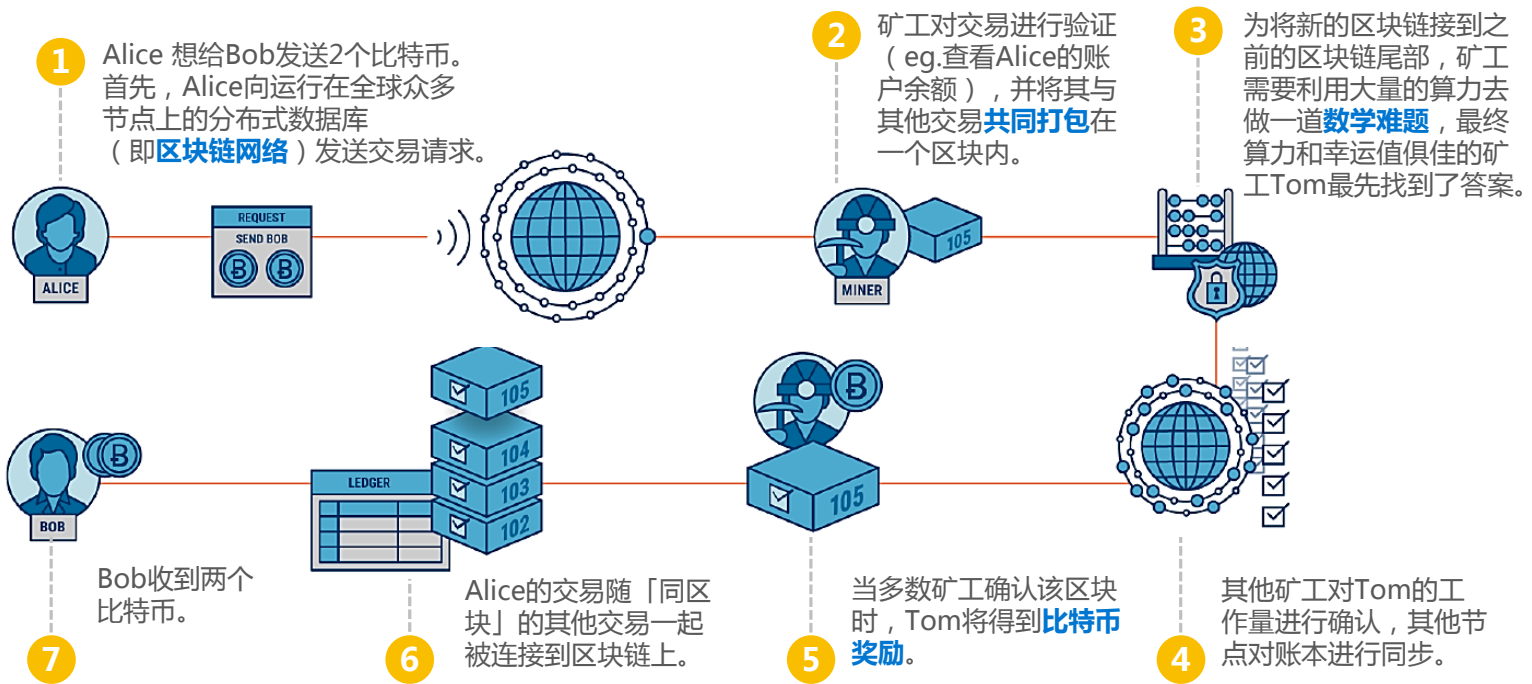 1
Alice 想给Bob发送2个比特币。
首先，Alice向运行在全球众多
节点上的分布式数据库
（即区块链网络）发送交易请求。
2
矿工对交易进行验证
（eg.查看Alice的账
户余额），并将其与
其他交易共同打包在
一个区块内。
3
为将新的区块链接到之
前的区块链尾部，矿工
需要利用大量的算力去
做一道数学难题，最终
算力和幸运值俱佳的矿
工Tom最先找到了答案。
ALICE
REQUEST
SEND BOB
MINER
105
BOB
LEDGER
105
104
103
102
105
7
Bob收到两个
比特币。
6
Alice的交易随「同区
块」的其他交易一起
被连接到区块链上。
5
当多数矿工确认该区块
时，Tom将得到比特币
奖励。
4
其他矿工对Tom的工
作量进行确认，其他节
点对账本进行同步。